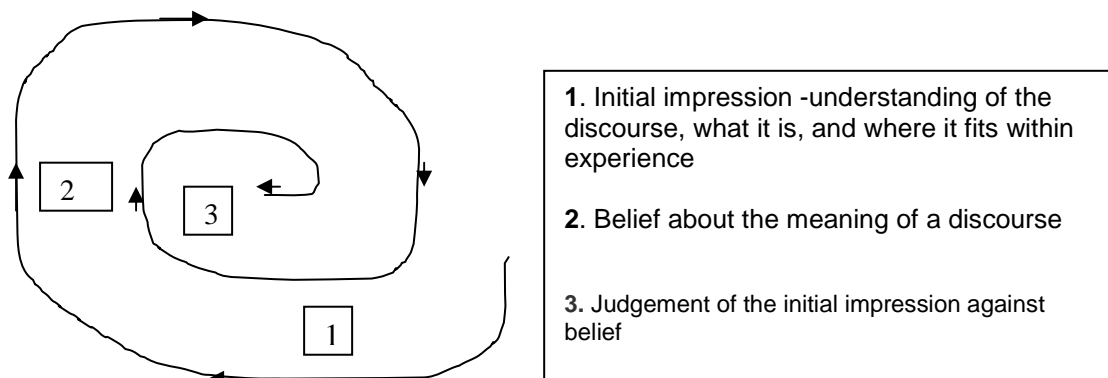 2
3
1
1. Initial impression -understanding of the
discourse, what it is, and where it fits within
experience
2. Belief about the meaning of a discourse
3. Judgement of the initial impression against
belief